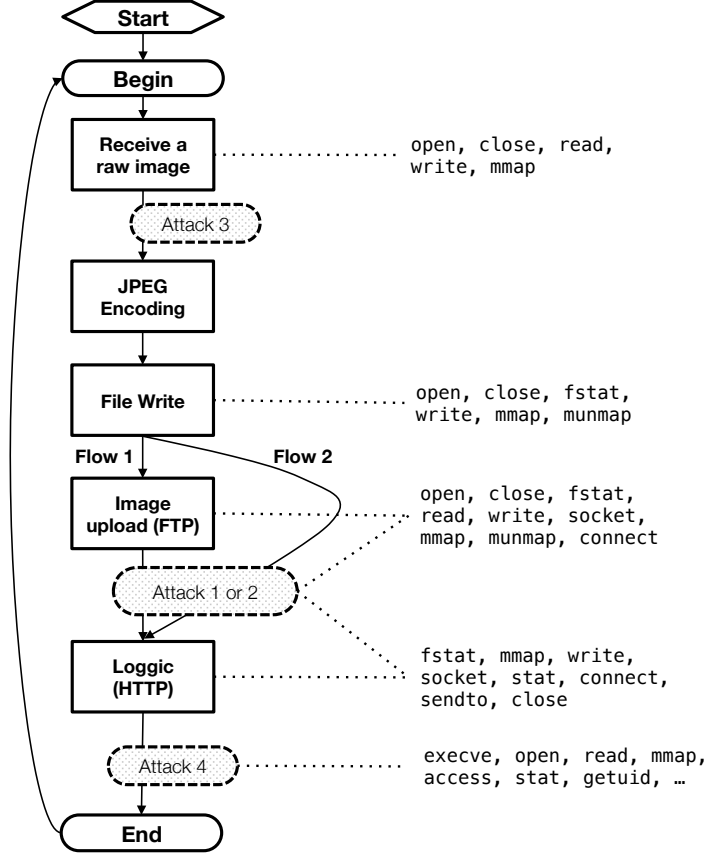 Start
Begin
Receive a
raw image
open, close, read,
write, mmap
Attack 3
JPEG
Encoding
File Write
open, close, fstat,
write, mmap, munmap
Flow 1
Flow 2
Image
upload (FTP)
open, close, fstat,
read, write, socket,
mmap, munmap, connect
Attack 1 or 2
Loggic
(HTTP)
fstat, mmap, write,
socket, stat, connect,
sendto, close
Attack 4
execve, open, read, mmap,
access, stat, getuid, …
End